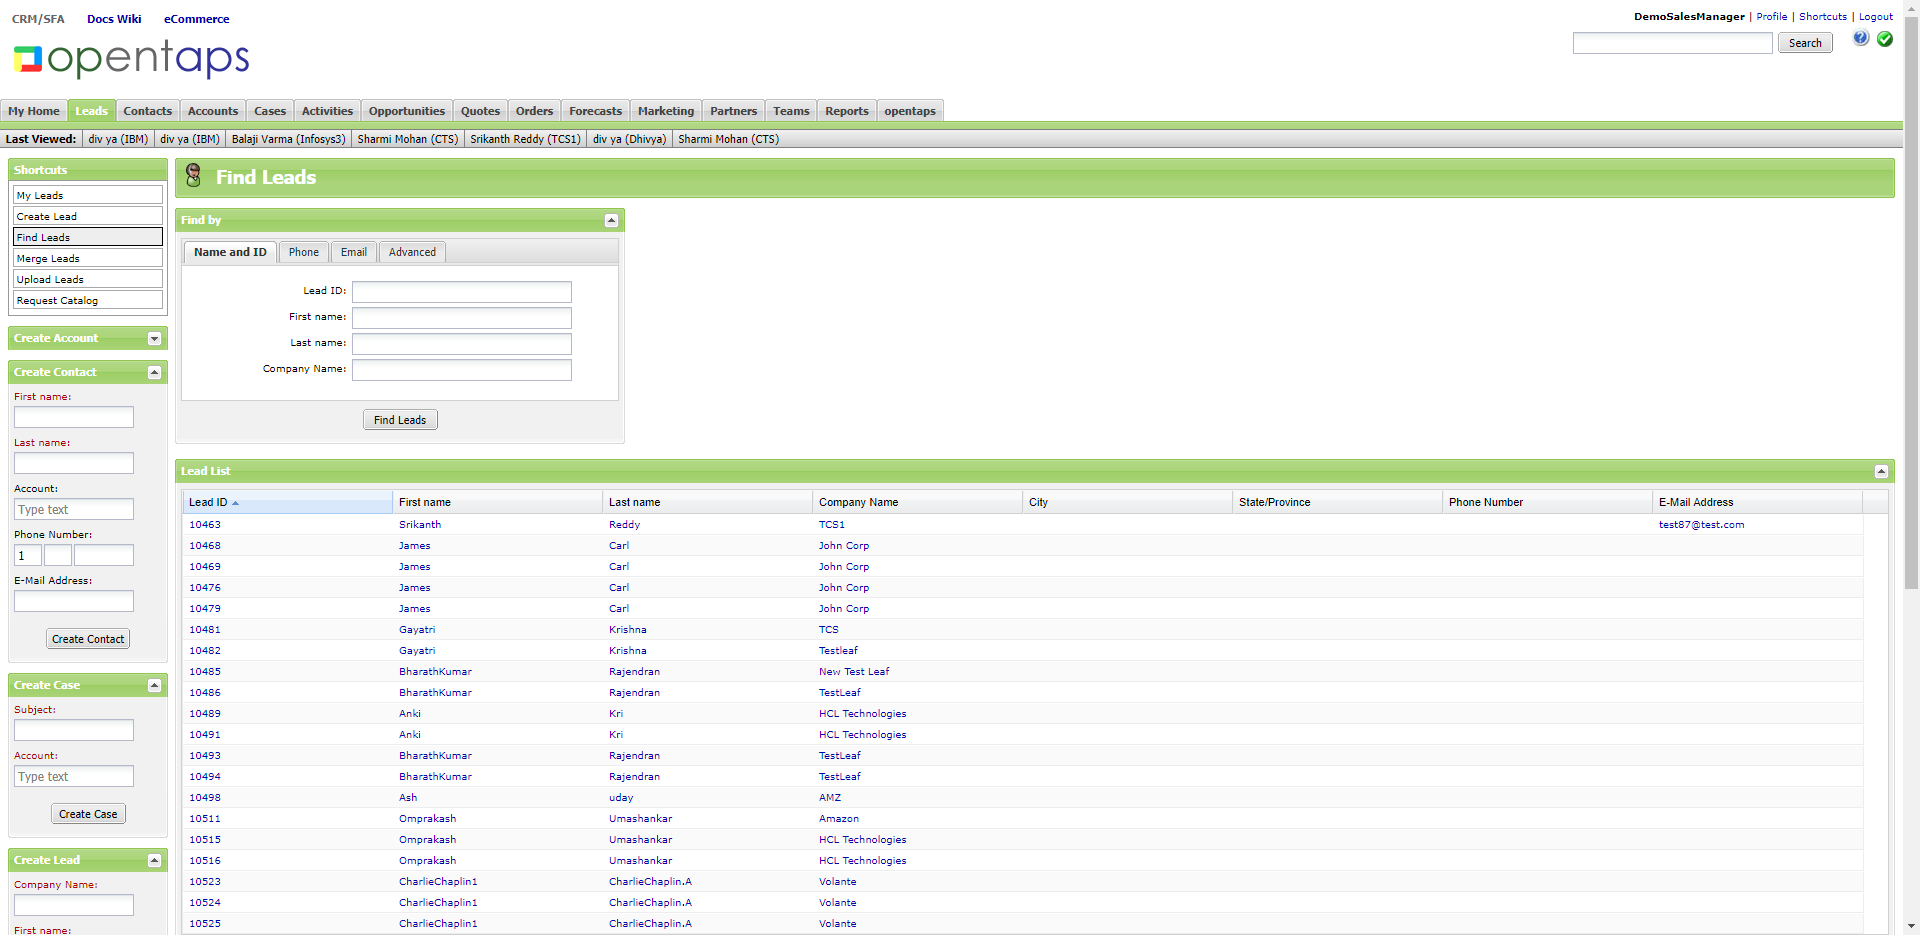 CRM/SFA Docs Wiki eCommerce
DemoSalesManager | Profile | Shortcuts | Logout
opentaps
Search
My Home Leads Contacts Accounts Cases Activities Opportunities Quotes Orders Forecasts Marketing Partners Teams Reports opentaps
Last Viewed: div ya (IBM) div ya (IBM) Balaji Varma (Infosys3) Sharmi Mohan (CTS) Srikanth Reddy (TCS1) div ya (Dhivya) Sharmi Mohan (CTS)
Shortcuts
My Leads
Create Lead
Find Leads
Merge Leads
Upload Leads
Request Catalog
Create Account
Create Contact
First name:
Last name:
Account:
Type text
Phone Number:
1
E-Mail Address:
Create Contact
Create Case
Subject:
Account:
Type text
Create Case
Create Lead
Company Name:
First name:
Find Leads
Find by
Name and ID Phone Email Advanced
Lead ID:
First name:
Last name:
Company Name:
Find Leads
Lead List
Lead ID First name Last name Company Name City State/Province Phone Number E-Mail Address
10463 Srikanth Reddy TCS1 test87@test.com
10468 James Carl John Corp
10469 James Carl John Corp
10476 James Carl John Corp
10479 James Carl John Corp
10481 Gayatri Krishna TCS
10482 Gayatri Krishna Testleaf
10485 BharathKumar Rajendran New Test Leaf
10486 BharathKumar Rajendran TestLeaf
10489 Anki Kri HCL Technologies
10491 Anki Kri HCL Technologies
10493 BharathKumar Rajendran TestLeaf
10494 BharathKumar Rajendran TestLeaf
10498 Ash uday AMZ
10511 Omprakash Umashankar Amazon
10515 Omprakash Umashankar HCL Technologies
10516 Omprakash Umashankar HCL Technologies
10523 CharlieChaplin1 CharlieChaplin.A Volante
10524 CharlieChaplin1 CharlieChaplin.A Volante
10525 CharlieChaplin1 CharlieChaplin.A Volante